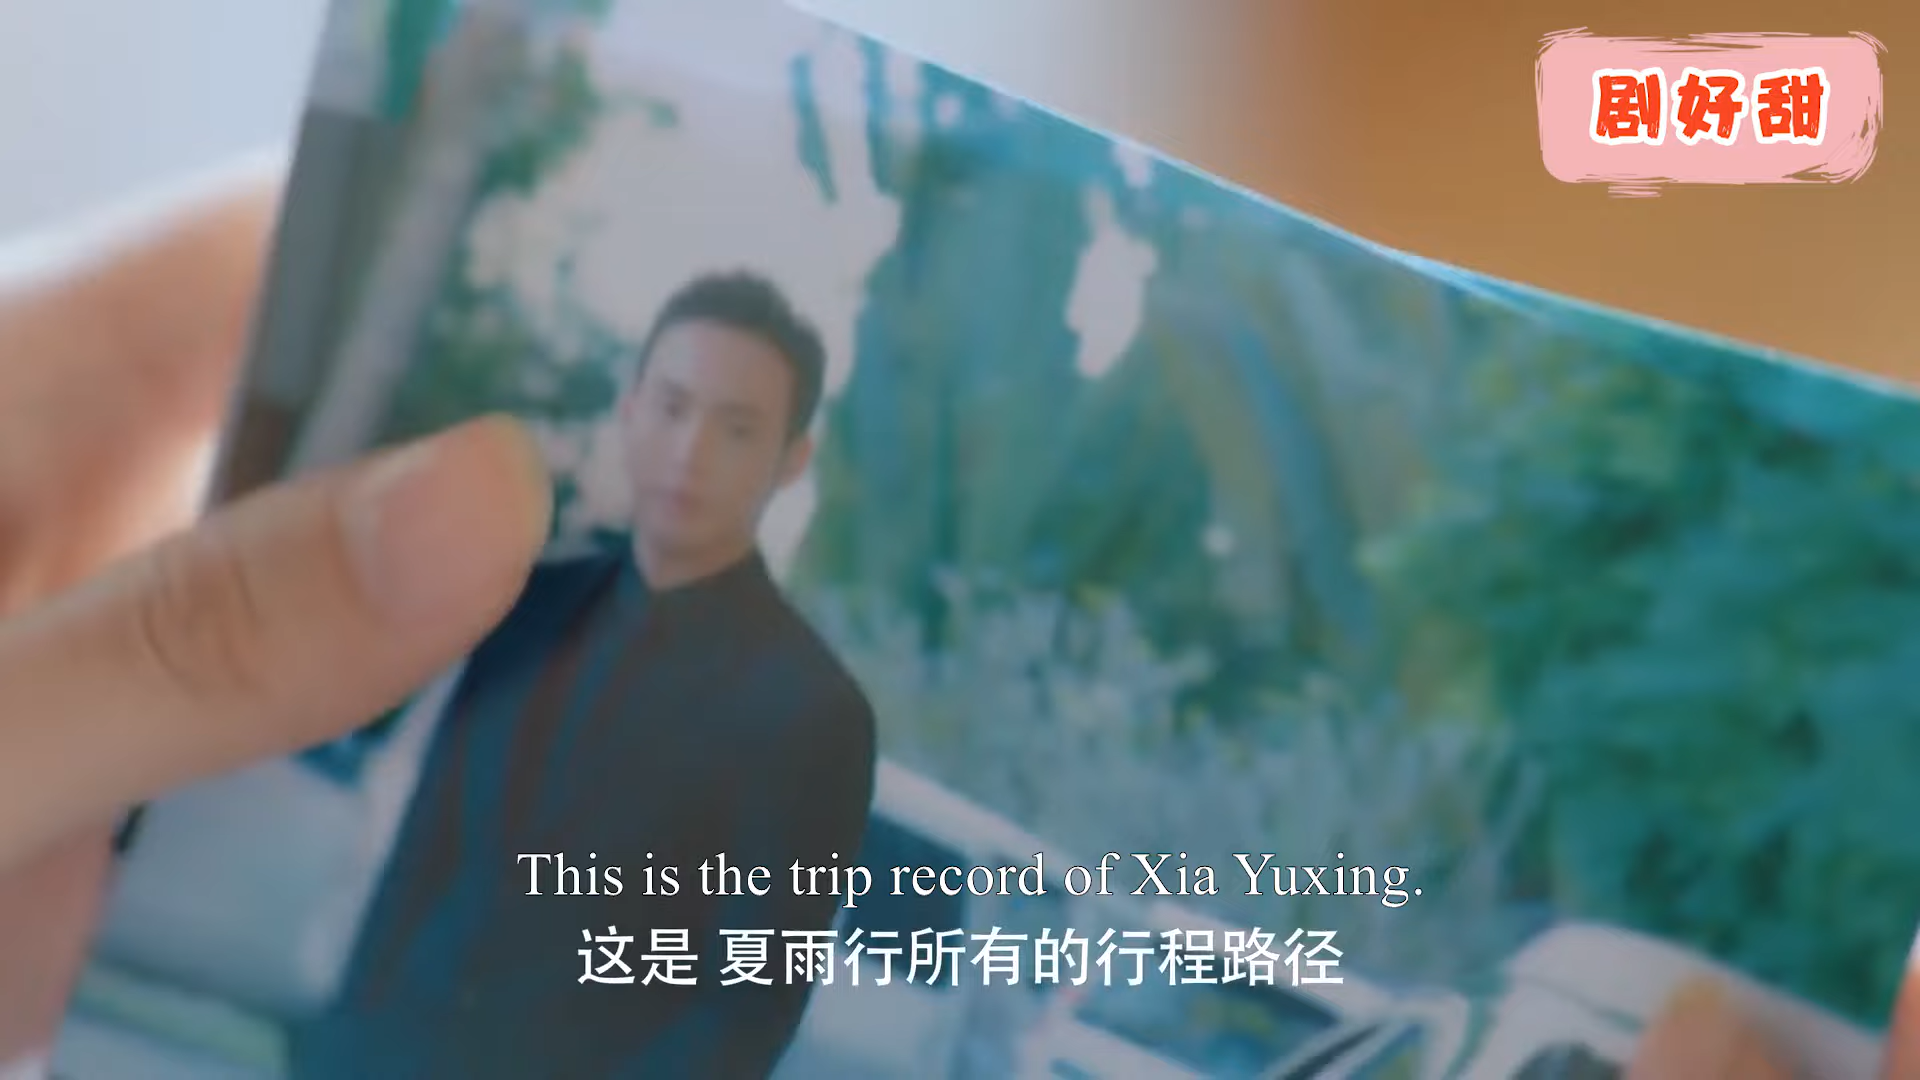 剧好甜
This is the trip record of Xia Yuxing.
这是 夏雨行所有的行程路径